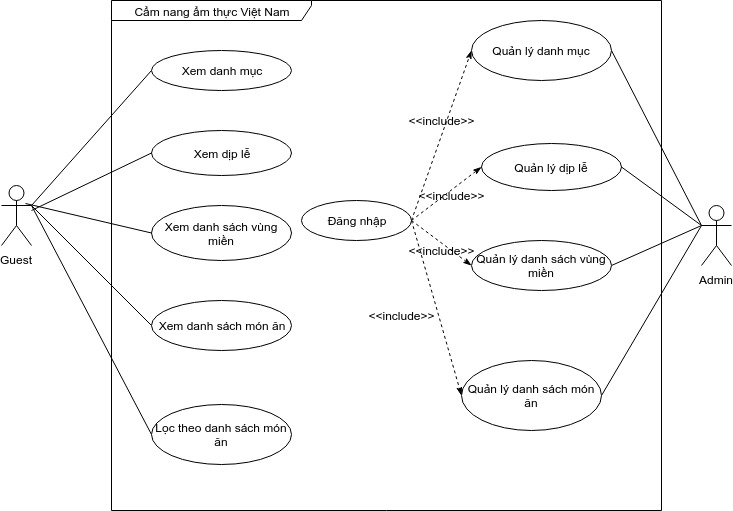 Cẩm nang ẩm thực Việt Nam
Xem danh mục
Quản lý danh mục
<<include>>
Xem dịp lễ
Quản lý dịp lễ
<<include>>
Đăng nhập
Xem danh sách vùng
miền
Guest
<<include>>
Quản lý danh sách vùng
miền
Admin
<<include>>
Xem danh sách món ăn
Quản lý danh sách món
ăn
Lọc theo danh sách món
ăn